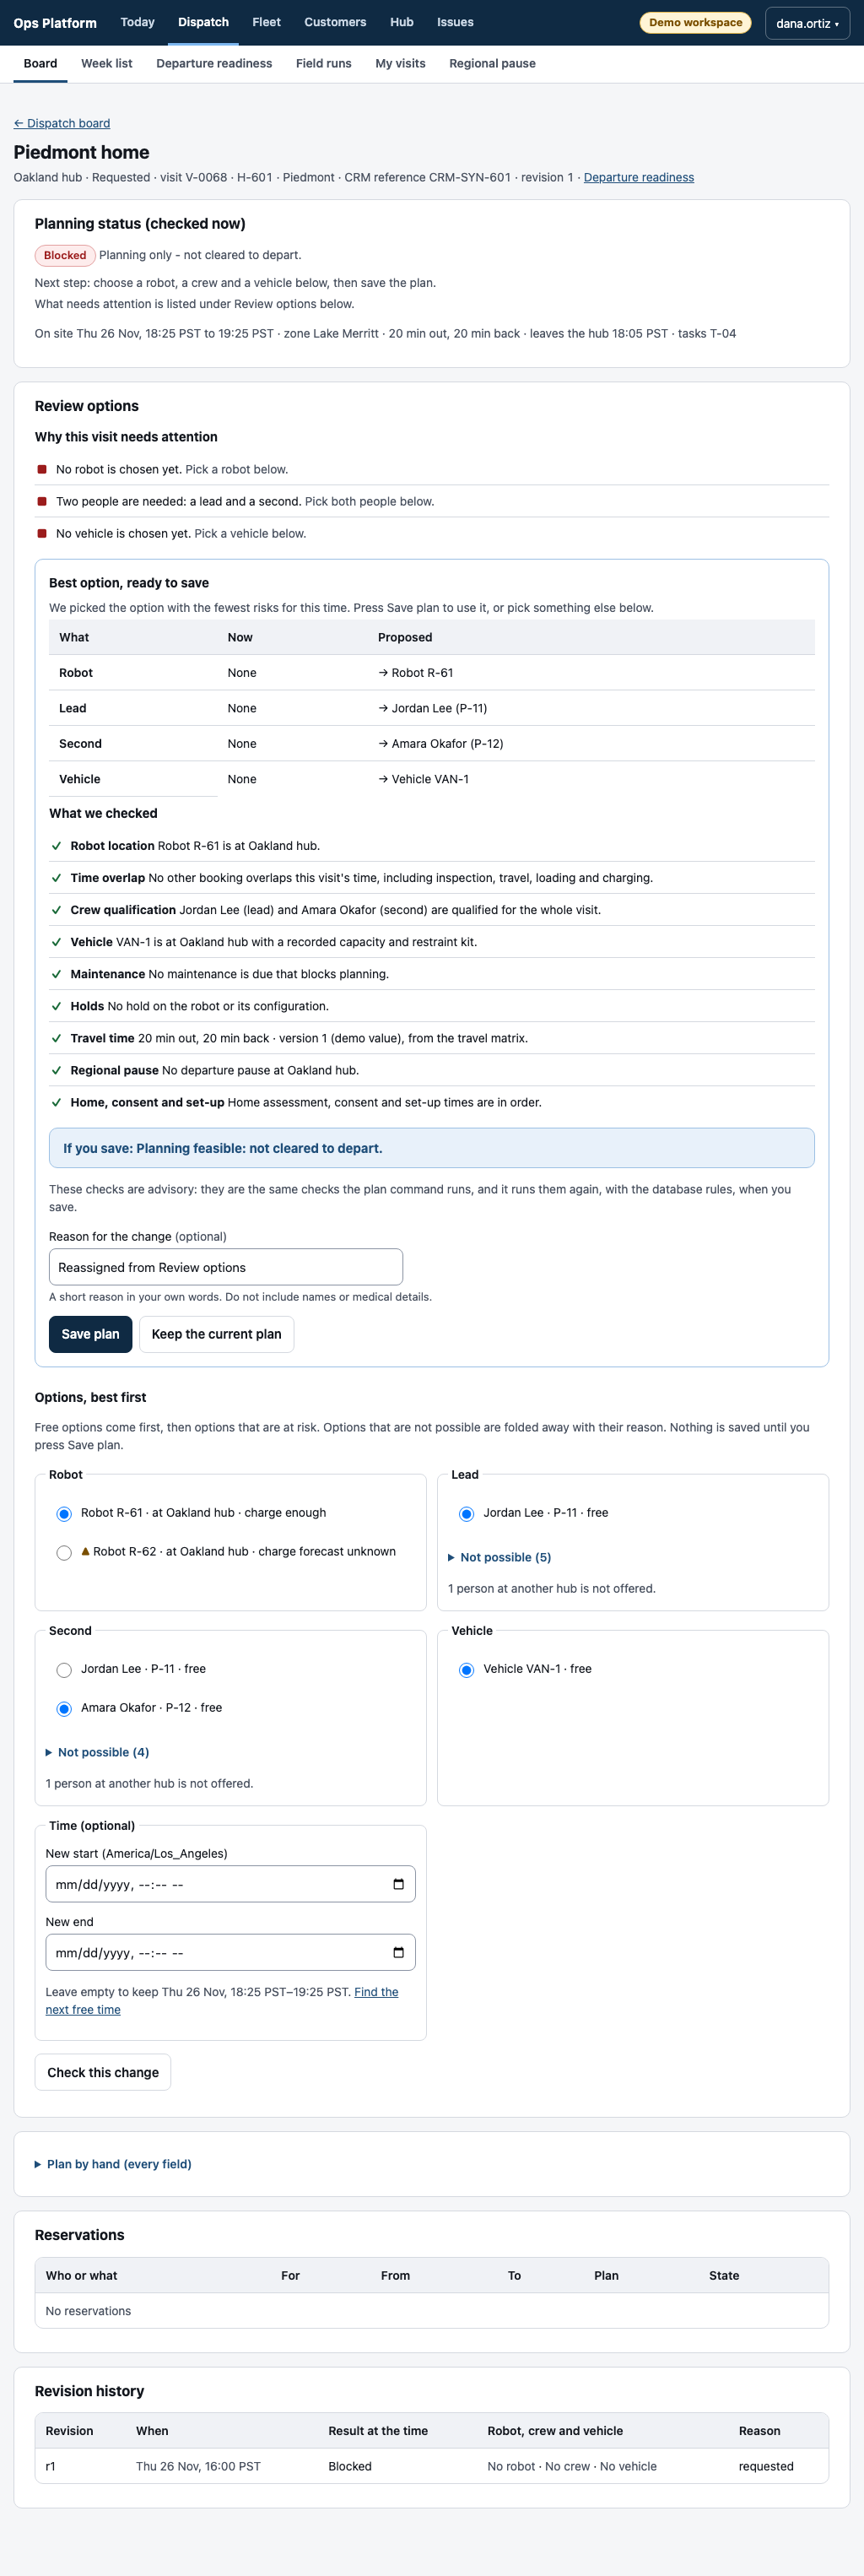 Ops Platform Today Dispatch Fleet Customers Hub Issues Demo workspace dana.ortiz ▾
Board Week list Departure readiness Field runs My visits Regional pause
← Dispatch board
Piedmont home
Oakland hub · Requested · visit V-0068 · H-601 · Piedmont · CRM reference CRM-SYN-601 · revision 1 · Departure readiness
Planning status (checked now)
Blocked Planning only - not cleared to depart.
Next step: choose a robot, a crew and a vehicle below, then save the plan.
What needs attention is listed under Review options below.
On site Thu 26 Nov, 18:25 PST to 19:25 PST · zone Lake Merritt · 20 min out, 20 min back · leaves the hub 18:05 PST · tasks T-04
Review options
Why this visit needs attention
No robot is chosen yet. Pick a robot below.
Two people are needed: a lead and a second. Pick both people below.
No vehicle is chosen yet. Pick a vehicle below.
Best option, ready to save
We picked the option with the fewest risks for this time. Press Save plan to use it, or pick something else below.
What Now Proposed
Robot None → Robot R-61
Lead None → Jordan Lee (P-11)
Second None → Amara Okafor (P-12)
Vehicle None → Vehicle VAN-1
What we checked
✓ Robot location Robot R-61 is at Oakland hub.
✓ Time overlap No other booking overlaps this visit's time, including inspection, travel, loading and charging.
✓ Crew qualification Jordan Lee (lead) and Amara Okafor (second) are qualified for the whole visit.
✓ Vehicle VAN-1 is at Oakland hub with a recorded capacity and restraint kit.
✓ Maintenance No maintenance is due that blocks planning.
✓ Holds No hold on the robot or its configuration.
✓ Travel time 20 min out, 20 min back · version 1 (demo value), from the travel matrix.
✓ Regional pause No departure pause at Oakland hub.
✓ Home, consent and set-up Home assessment, consent and set-up times are in order.
If you save: Planning feasible: not cleared to depart.
These checks are advisory: they are the same checks the plan command runs, and it runs them again, with the database rules, when you
save.
Reason for the change (optional)
Reassigned from Review options
A short reason in your own words. Do not include names or medical details.
Save plan Keep the current plan
Options, best first
Free options come first, then options that are at risk. Options that are not possible are folded away with their reason. Nothing is saved until you
press Save plan.
Robot
Robot R-61 · at Oakland hub · charge enough
▲ Robot R-62 · at Oakland hub · charge forecast unknown
Lead
Jordan Lee · P-11 · free
▶ Not possible (5)
1 person at another hub is not offered.
Second
Jordan Lee · P-11 · free
Amara Okafor · P-12 · free
▶ Not possible (4)
1 person at another hub is not offered.
Vehicle
Vehicle VAN-1 · free
Time (optional)
New start (America/Los_Angeles)
mm/dd/yyyy, --:-- --
New end
mm/dd/yyyy, --:-- --
Leave empty to keep Thu 26 Nov, 18:25 PST–19:25 PST. Find the
next free time
Check this change
▶ Plan by hand (every field)
Reservations
Who or what For From To Plan State
No reservations
Revision history
Revision When Result at the time Robot, crew and vehicle Reason
r1 Thu 26 Nov, 16:00 PST Blocked No robot · No crew · No vehicle requested